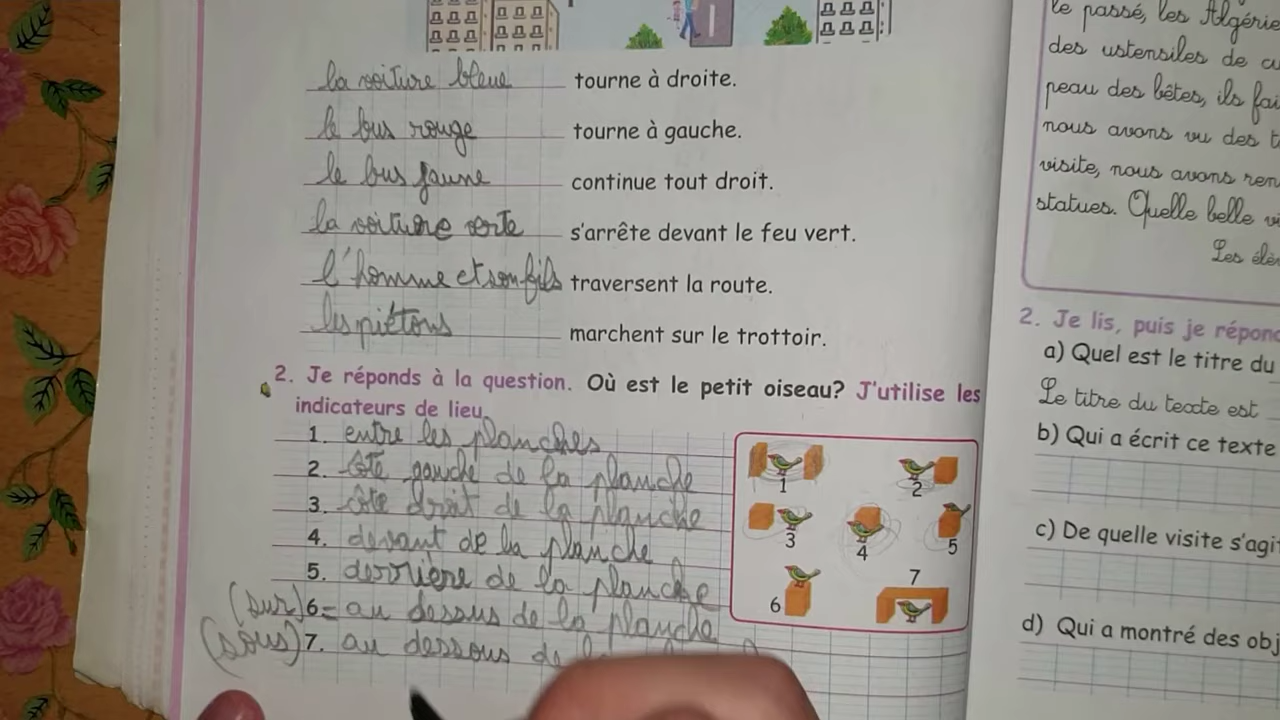 la voiture bleue tourne à droite.
le bus rouge tourne à gauche.
le bus jaune continue tout droit.
la voiture verte s'arrête devant le feu vert.
l'homme et son fils traversent la route.
les piétons marchent sur le trottoir.
2. Je réponds à la question. Où est le petit oiseau? J'utilise les
indicateurs de lieu.
1. entre les planches
2. côté gauche de la planche
3. côté droit de la planche
4. devant de la planche
5. derrière de la planche
(sur) 6= au dessus de la planche
(sous) 7. au dessous de
1
2
3
4
5
6
7
le passé, les Algérie
des ustensiles de cu
peau des bêtes, ils fai
nous avons vu des t
visite, nous avons ren
statues. Quelle belle vi
Les élè
2. Je lis, puis je répond
a) Quel est le titre du
Le titre du texte est
b) Qui a écrit ce texte
c) De quelle visite s'agit
d) Qui a montré des obj